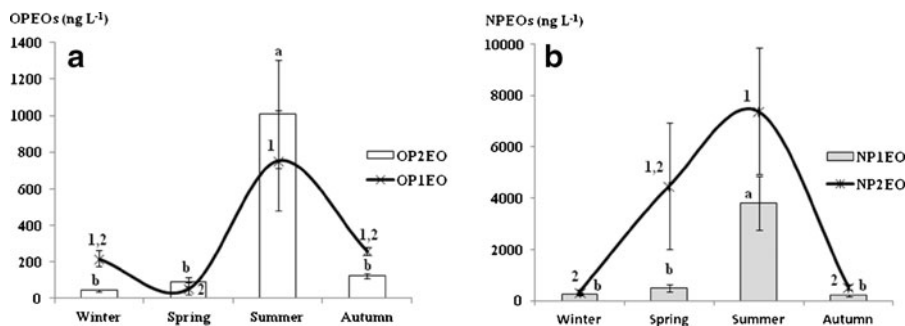 OPEOs (ng L-1)
a
1400
1200
1000
800
600
400
200
0
a
1
1,2
b
b
2
1,2
b
Winter Spring Summer Autumn
OP2EO
OP1EO
NPEOs (ng L-1)
b
10000
8000
6000
4000
2000
0
1
1,2
a
2
b
b
2
b
Winter Spring Summer Autumn
NP1EO
NP2EO